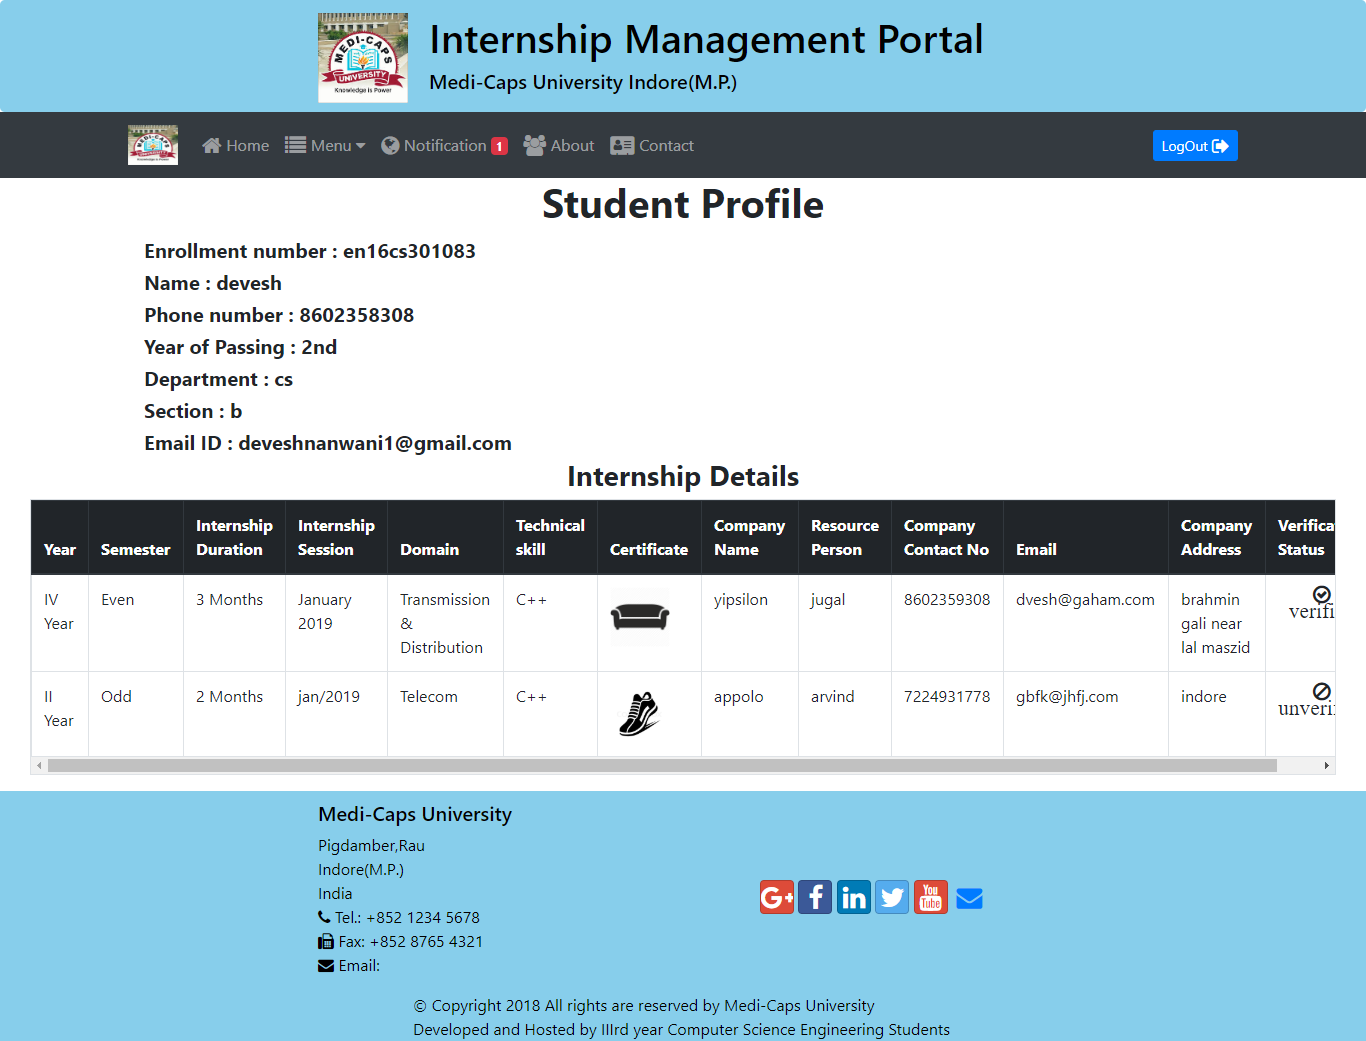 MEDI-CAPS
UNIVERSITY
Knowledge is Power
Internship Management Portal
Medi-Caps University Indore(M.P.)
Home Menu Notification 1 About Contact LogOut
Student Profile
Enrollment number : en16cs301083
Name : devesh
Phone number : 8602358308
Year of Passing : 2nd
Department : cs
Section : b
Email ID : deveshnanwani1@gmail.com
Internship Details
Year Semester Internship Duration Internship Session Domain Technical skill Certificate Company Name Resource Person Company Contact No Email Company Address Verifica Status
IV Year Even 3 Months January 2019 Transmission & Distribution C++ yipsilon jugal 8602359308 dvesh@gaham.com brahmin gali near lal maszid verifi
II Year Odd 2 Months jan/2019 Telecom C++ appolo arvind 7224931778 gbfk@jhfj.com indore unverif
Medi-Caps University
Pigdamber,Rau
Indore(M.P.)
India
Tel.: +852 1234 5678
Fax: +852 8765 4321
Email:
G+ f in You Tube
© Copyright 2018 All rights are reserved by Medi-Caps University
Developed and Hosted by IIIrd year Computer Science Engineering Students